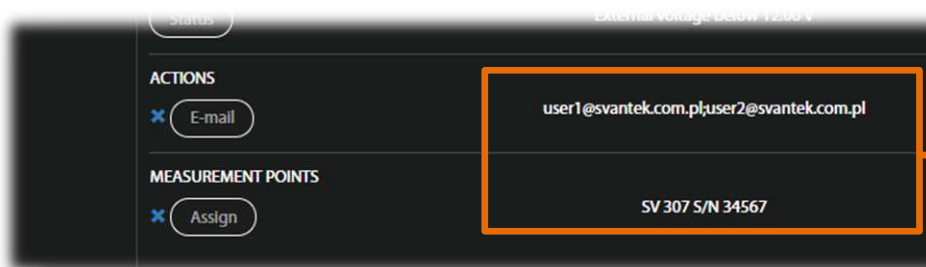 Status
External voltage below 12.00 V
ACTIONS
E-mail
user1@svantek.com.pl;user2@svantek.com.pl
MEASUREMENT POINTS
Assign
SV 307 S/N 34567